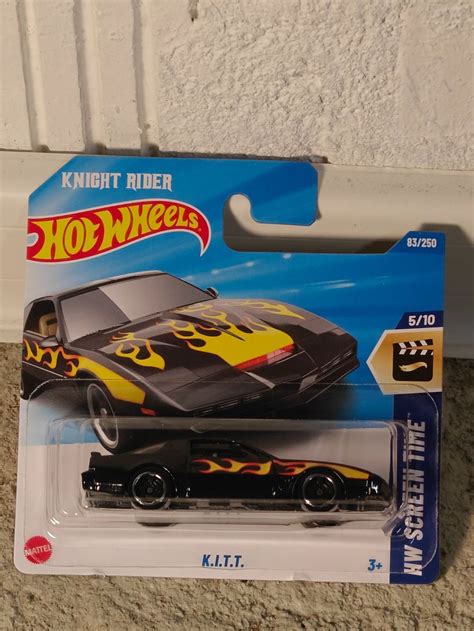 KNIGHT RIDER
HOT WHEELS
83/250
5/10
HW SCREEN TIME
MATTEL
K.I.T.T.
3+